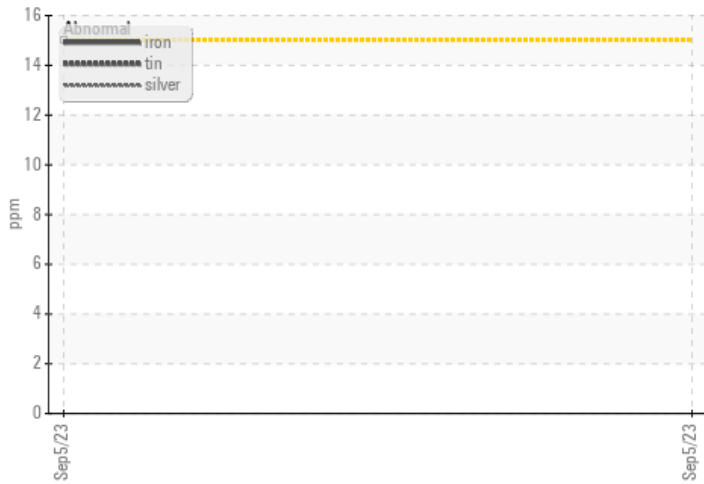 16
14
12
10
8
6
4
2
0
ppm
Abnormal
iron
tin
silver
Sep5/23
Sep5/23